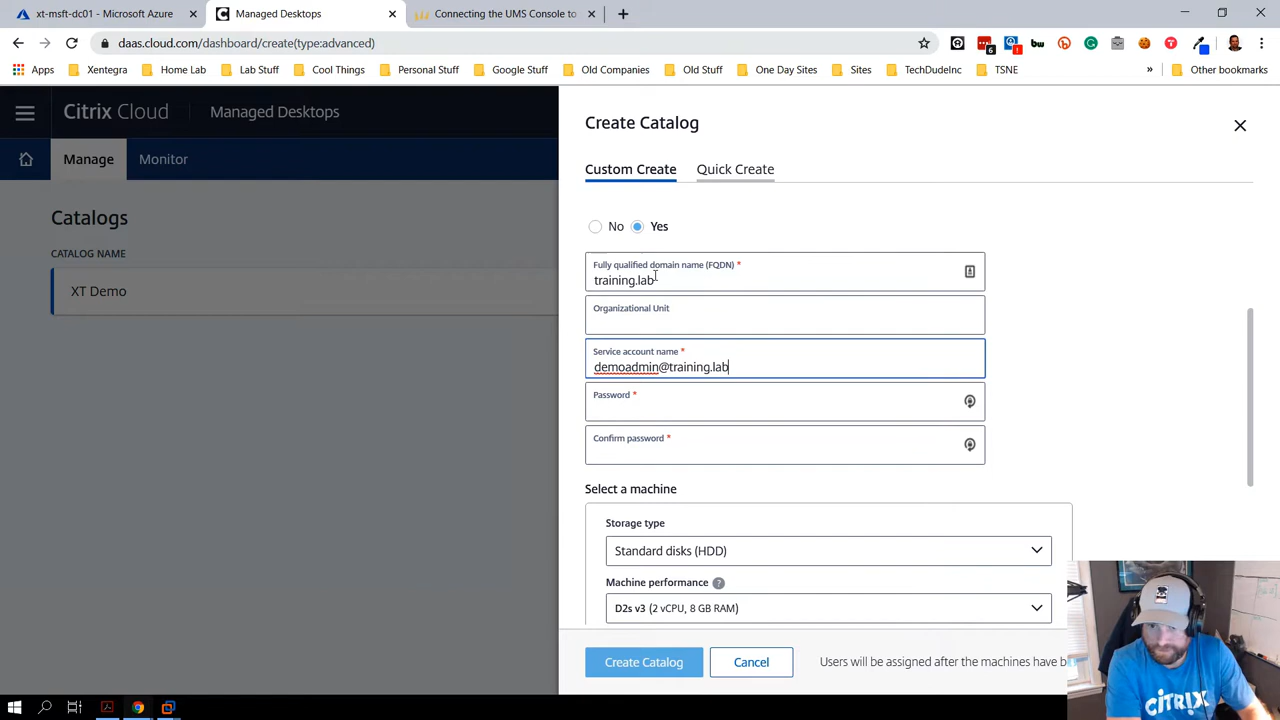 xt-msft-dc01 - Microsoft Azure
Managed Desktops
Connecting the UMS Console to
daas.cloud.com/dashboard/create(type:advanced)
Apps
Xentegra
Home Lab
Lab Stuff
Cool Things
Personal Stuff
Google Stuff
Old Companies
Old Stuff
One Day Sites
Sites
TechDudeInc
TSNE
Other bookmarks
Citrix Cloud
Managed Desktops
Manage
Monitor
Catalogs
CATALOG NAME
XT Demo
Create Catalog
Custom Create
Quick Create
No
Yes
Fully qualified domain name (FQDN) *
training.lab
Organizational Unit
Service account name *
demoadmin@training.lab
Password *
Confirm password *
Select a machine
Storage type
Standard disks (HDD)
Machine performance
D2s v3 (2 vCPU, 8 GB RAM)
Create Catalog
Cancel
Users will be assigned after the machines have b
CITRIX